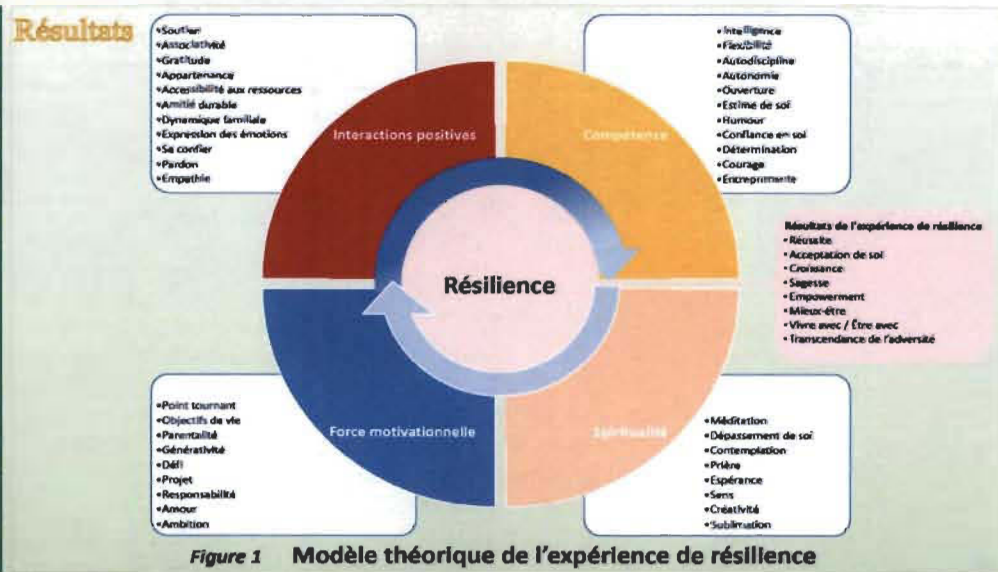 Résultats
•Soutien
•Associativité
•Gratitude
•Appartenance
•Accessibilité aux ressources
•Amitié durable
•Dynamique familiale
•Expression des émotions
•Se confier
•Pardon
•Empathie
•Intelligence
•Flexibilité
•Autodiscipline
•Autonomie
•Ouverture
•Estime de soi
•Humour
•Confiance en soi
•Détermination
•Courage
•Entreprenante
Interactions positives
Compétence
Résilience
Résultats de l'expérience de résilience
•Réussite
•Acceptation de soi
•Croissance
•Sagesse
•Empowerment
•Mieux-être
•Vivre avec / Être avec
•Transcendance de l'adversité
Force motivationnelle
Spiritualité
•Point tournant
•Objectifs de vie
•Parentalité
•Générativité
•Défi
•Projet
•Responsabilité
•Amour
•Ambition
•Méditation
•Dépassement de soi
•Contemplation
•Prière
•Espérance
•Sens
•Créativité
•Sublimation
Figure 1 Modèle théorique de l'expérience de résilience